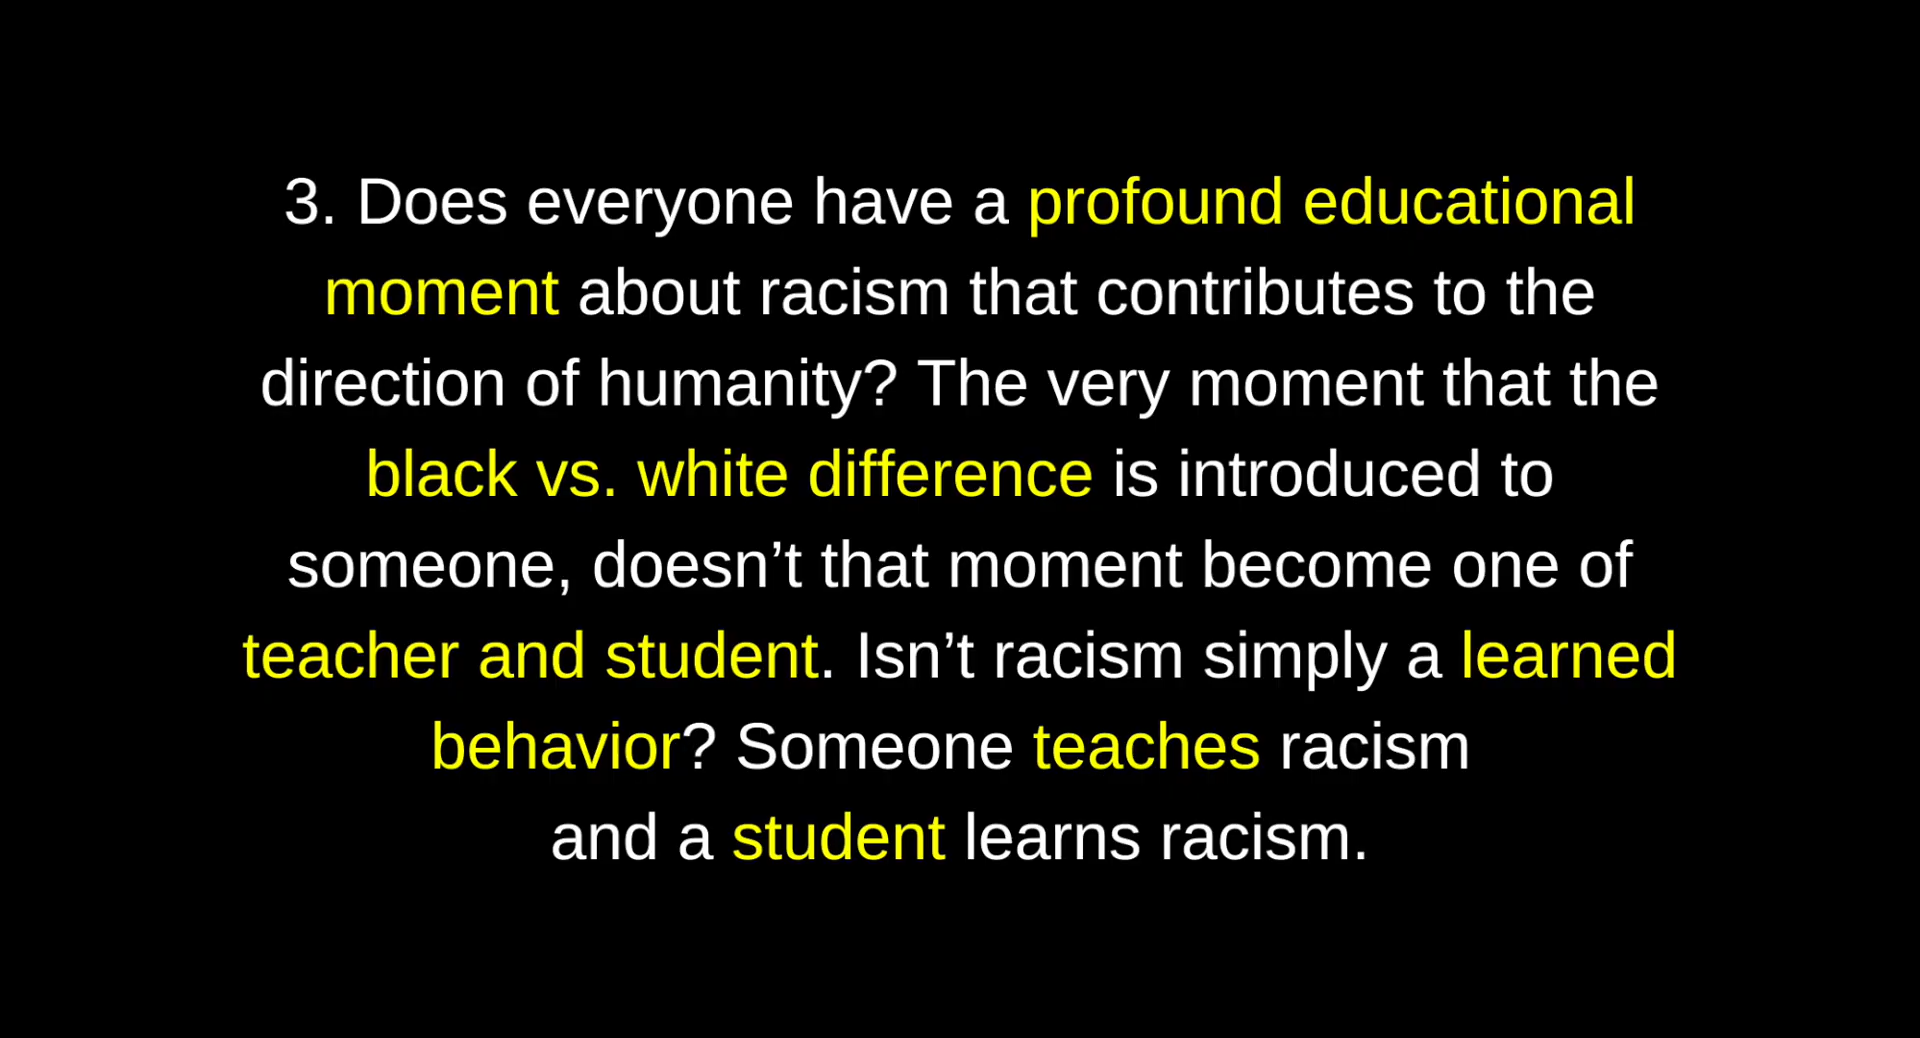 3. Does everyone have a profound educational
moment about racism that contributes to the
direction of humanity? The very moment that the
black vs. white difference is introduced to
someone, doesn’t that moment become one of
teacher and student. Isn’t racism simply a learned
behavior? Someone teaches racism
and a student learns racism.